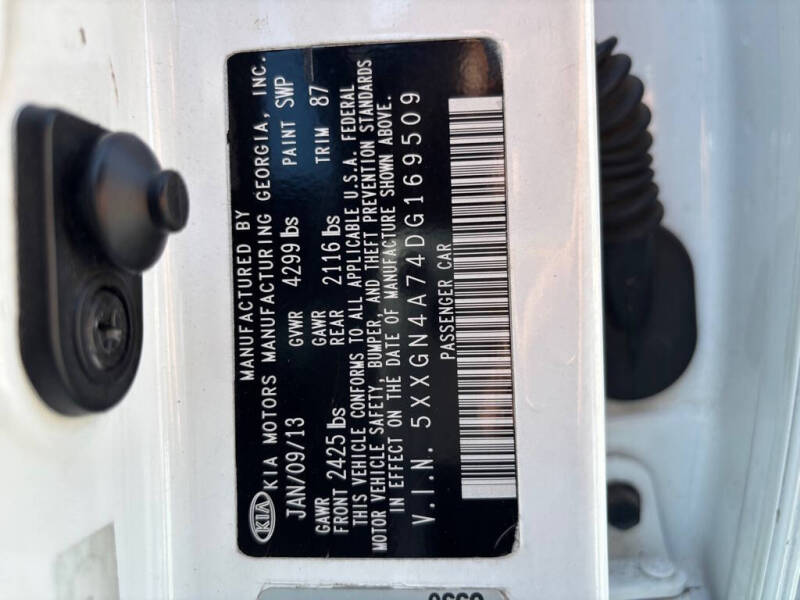 MANUFACTURED BY
KIA KIA MOTORS MANUFACTURING GEORGIA, INC.
JAN/09/13 GVWR 4299 lbs PAINT SWP
GAWR FRONT 2425 lbs GAWR REAR 2116 lbs TRIM 87
THIS VEHICLE CONFORMS TO ALL APPLICABLE U.S.A. FEDERAL
MOTOR VEHICLE SAFETY, BUMPER, AND THEFT PREVENTION STANDARDS
IN EFFECT ON THE DATE OF MANUFACTURE SHOWN ABOVE.
V.I.N. 5XXGN4A74DG169509
PASSENGER CAR